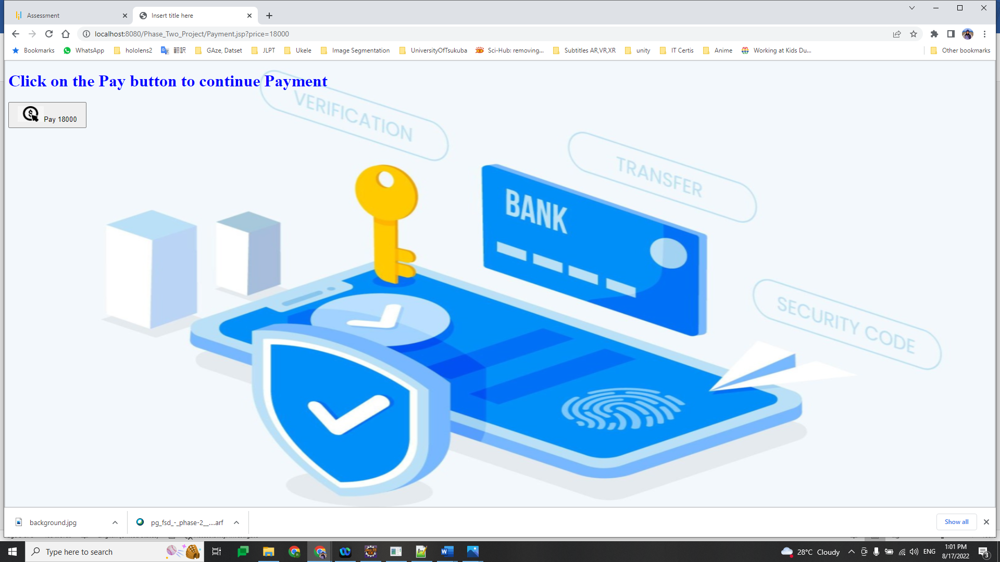 Assessment
Insert title here
localhost:8080/Phase_Two_Project/Payment.jsp?price=18000
Bookmarks
WhatsApp
hololens2
翻訳
GAze, Datset
JLPT
Ukele
Image Segmentation
UniversityOfTsukuba
Sci-Hub: removing...
Subtitles AR,VR,XR
unity
IT Certis
Anime
Working at Kids Du...
Other bookmarks
Click on the Pay button to continue Payment
Pay 18000
VERIFICATION
TRANSFER
BANK
SECURITY CODE
background.jpg
pg_fsd_-_phase-2__....arf
Show all
Type here to search
28°C Cloudy
ENG
1:01 PM
8/17/2022
3